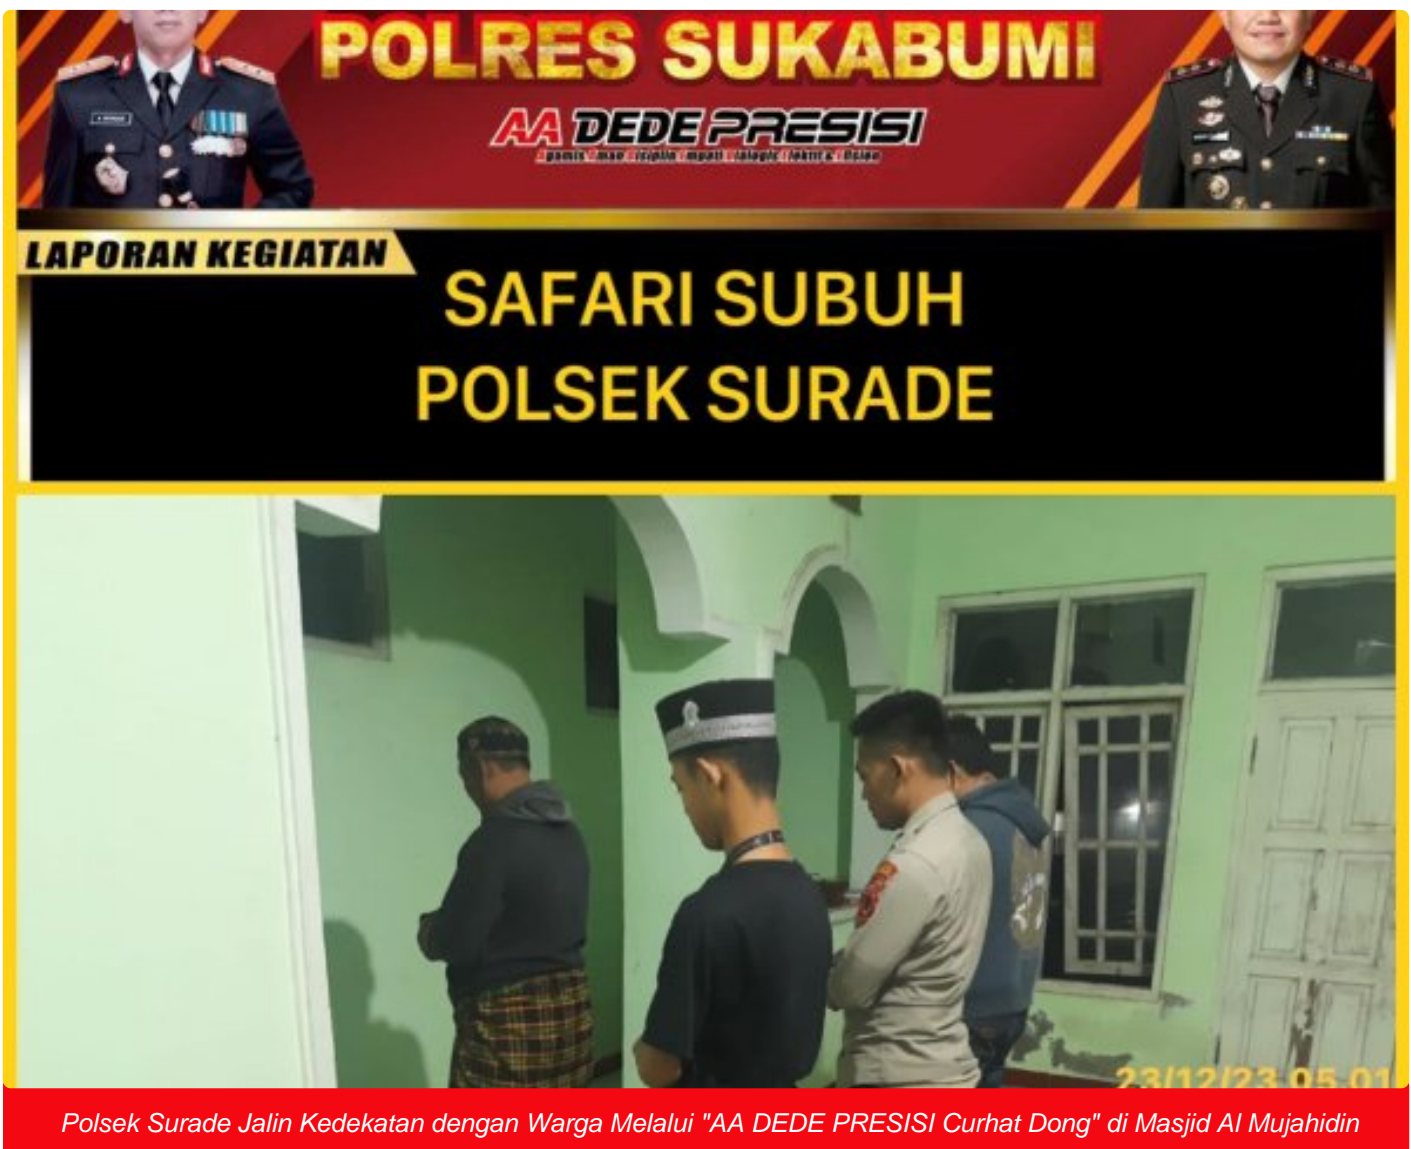 POLRES SUKABUMI
AA DEDE PRESISI
LAPORAN KEGIATAN
SAFARI SUBUH
POLSEK SURADE
23/12/23 05.01
Polsek Surade Jalin Kedekatan dengan Warga Melalui "AA DEDE PRESISI Curhat Dong" di Masjid Al Mujahidin